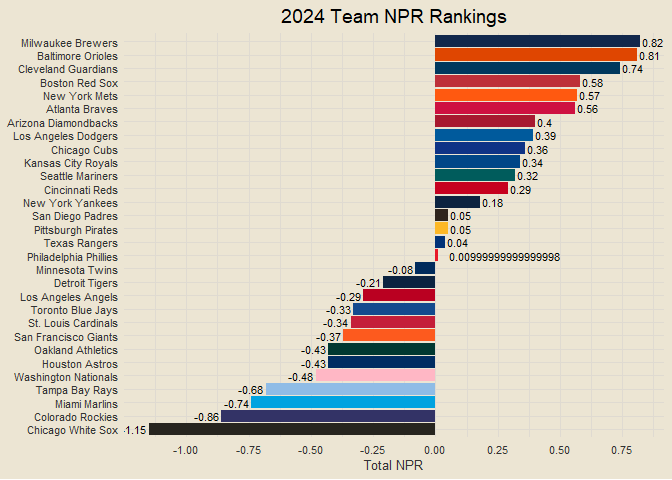 2024 Team NPR Rankings
Milwaukee Brewers 0.82
Baltimore Orioles 0.81
Cleveland Guardians 0.74
Boston Red Sox 0.58
New York Mets 0.57
Atlanta Braves 0.56
Arizona Diamondbacks 0.4
Los Angeles Dodgers 0.39
Chicago Cubs 0.36
Kansas City Royals 0.34
Seattle Mariners 0.32
Cincinnati Reds 0.29
New York Yankees 0.18
San Diego Padres 0.05
Pittsburgh Pirates 0.05
Texas Rangers 0.04
Philadelphia Phillies 0.00999999999999998
Minnesota Twins -0.08
Detroit Tigers -0.21
Los Angeles Angels -0.29
Toronto Blue Jays -0.33
St. Louis Cardinals -0.34
San Francisco Giants -0.37
Oakland Athletics -0.43
Houston Astros -0.43
Washington Nationals -0.48
Tampa Bay Rays -0.68
Miami Marlins -0.74
Colorado Rockies -0.86
Chicago White Sox -1.15
-1.00 -0.75 -0.50 -0.25 0.00 0.25 0.50 0.75
Total NPR